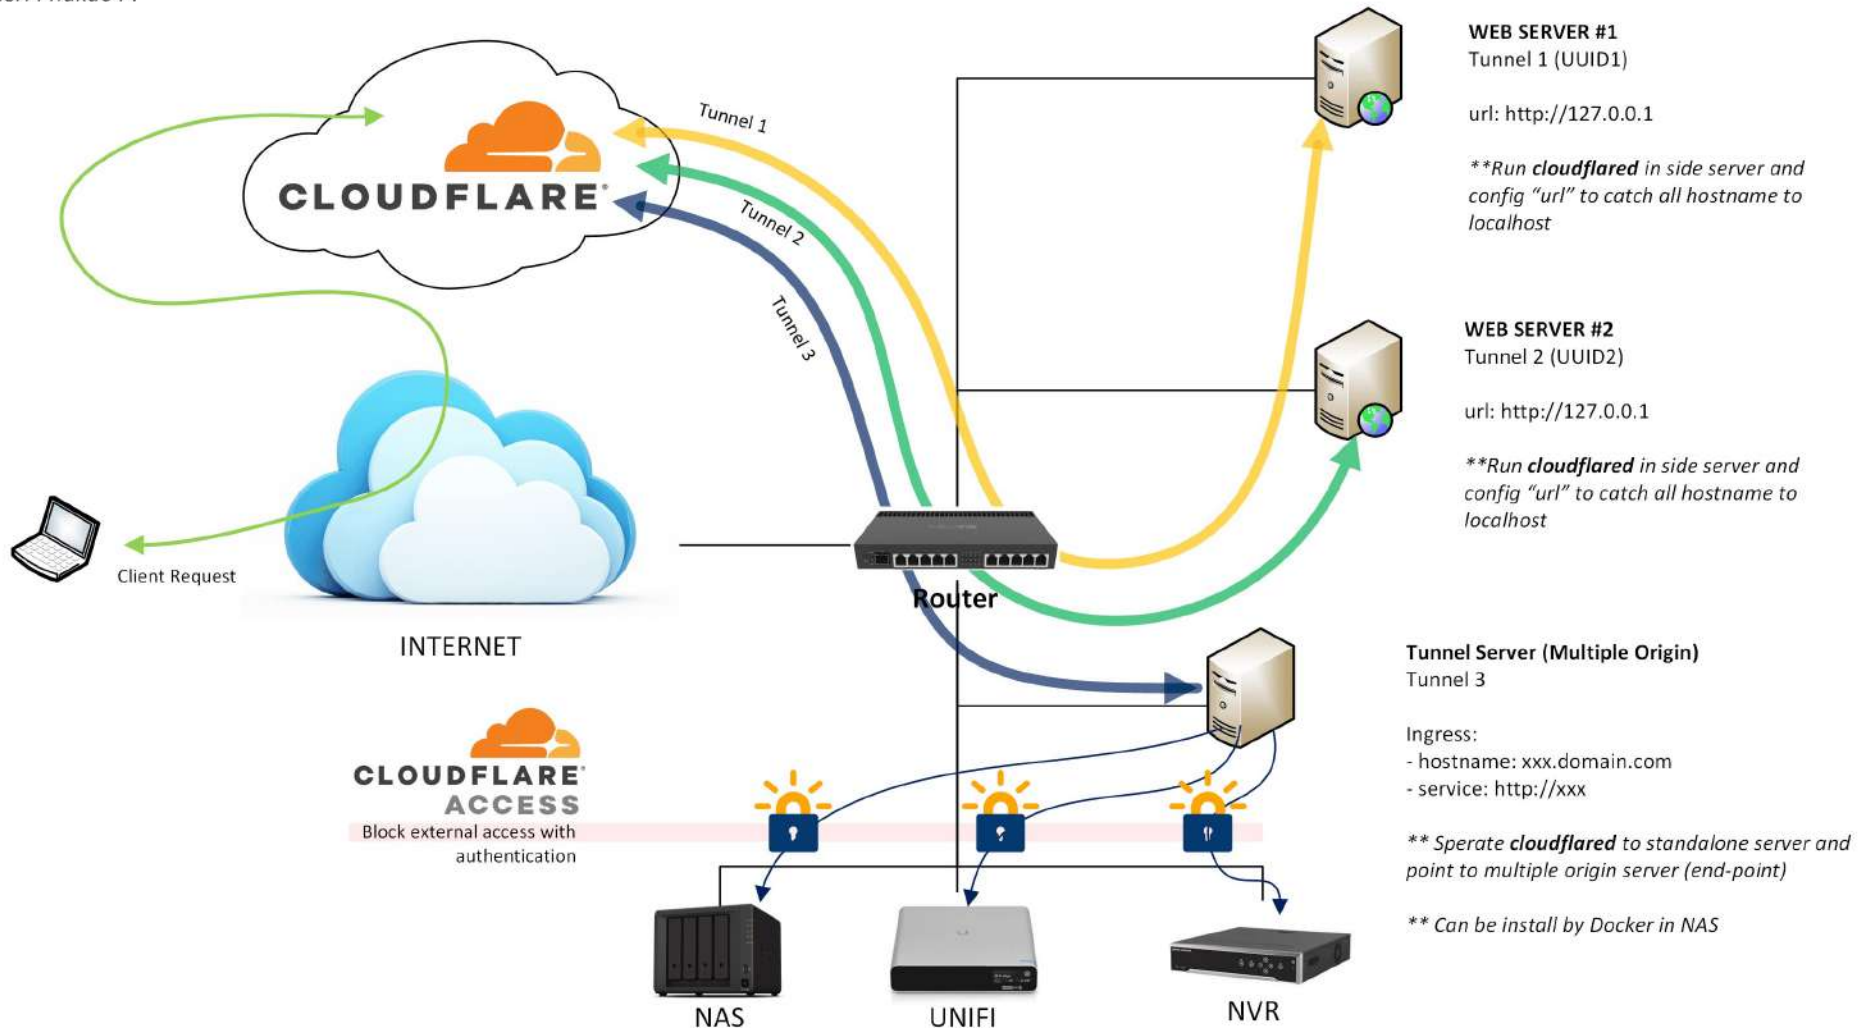 CLOUDFLARE
Tunnel 1
Tunnel 2
Tunnel 3
WEB SERVER #1
Tunnel 1 (UUID1)
url: http://127.0.0.1
**Run cloudflared in side server and
config “url” to catch all hostname to
localhost
WEB SERVER #2
Tunnel 2 (UUID2)
url: http://127.0.0.1
**Run cloudflared in side server and
config “url” to catch all hostname to
localhost
Client Request
INTERNET
Router
Tunnel Server (Multiple Origin)
Tunnel 3
Ingress:
- hostname: xxx.domain.com
- service: http://xxx
** Sperate cloudflared to standalone server and
point to multiple origin server (end-point)
** Can be install by Docker in NAS
CLOUDFLARE
ACCESS
Block external access with
authentication
NAS
UNIFI
NVR